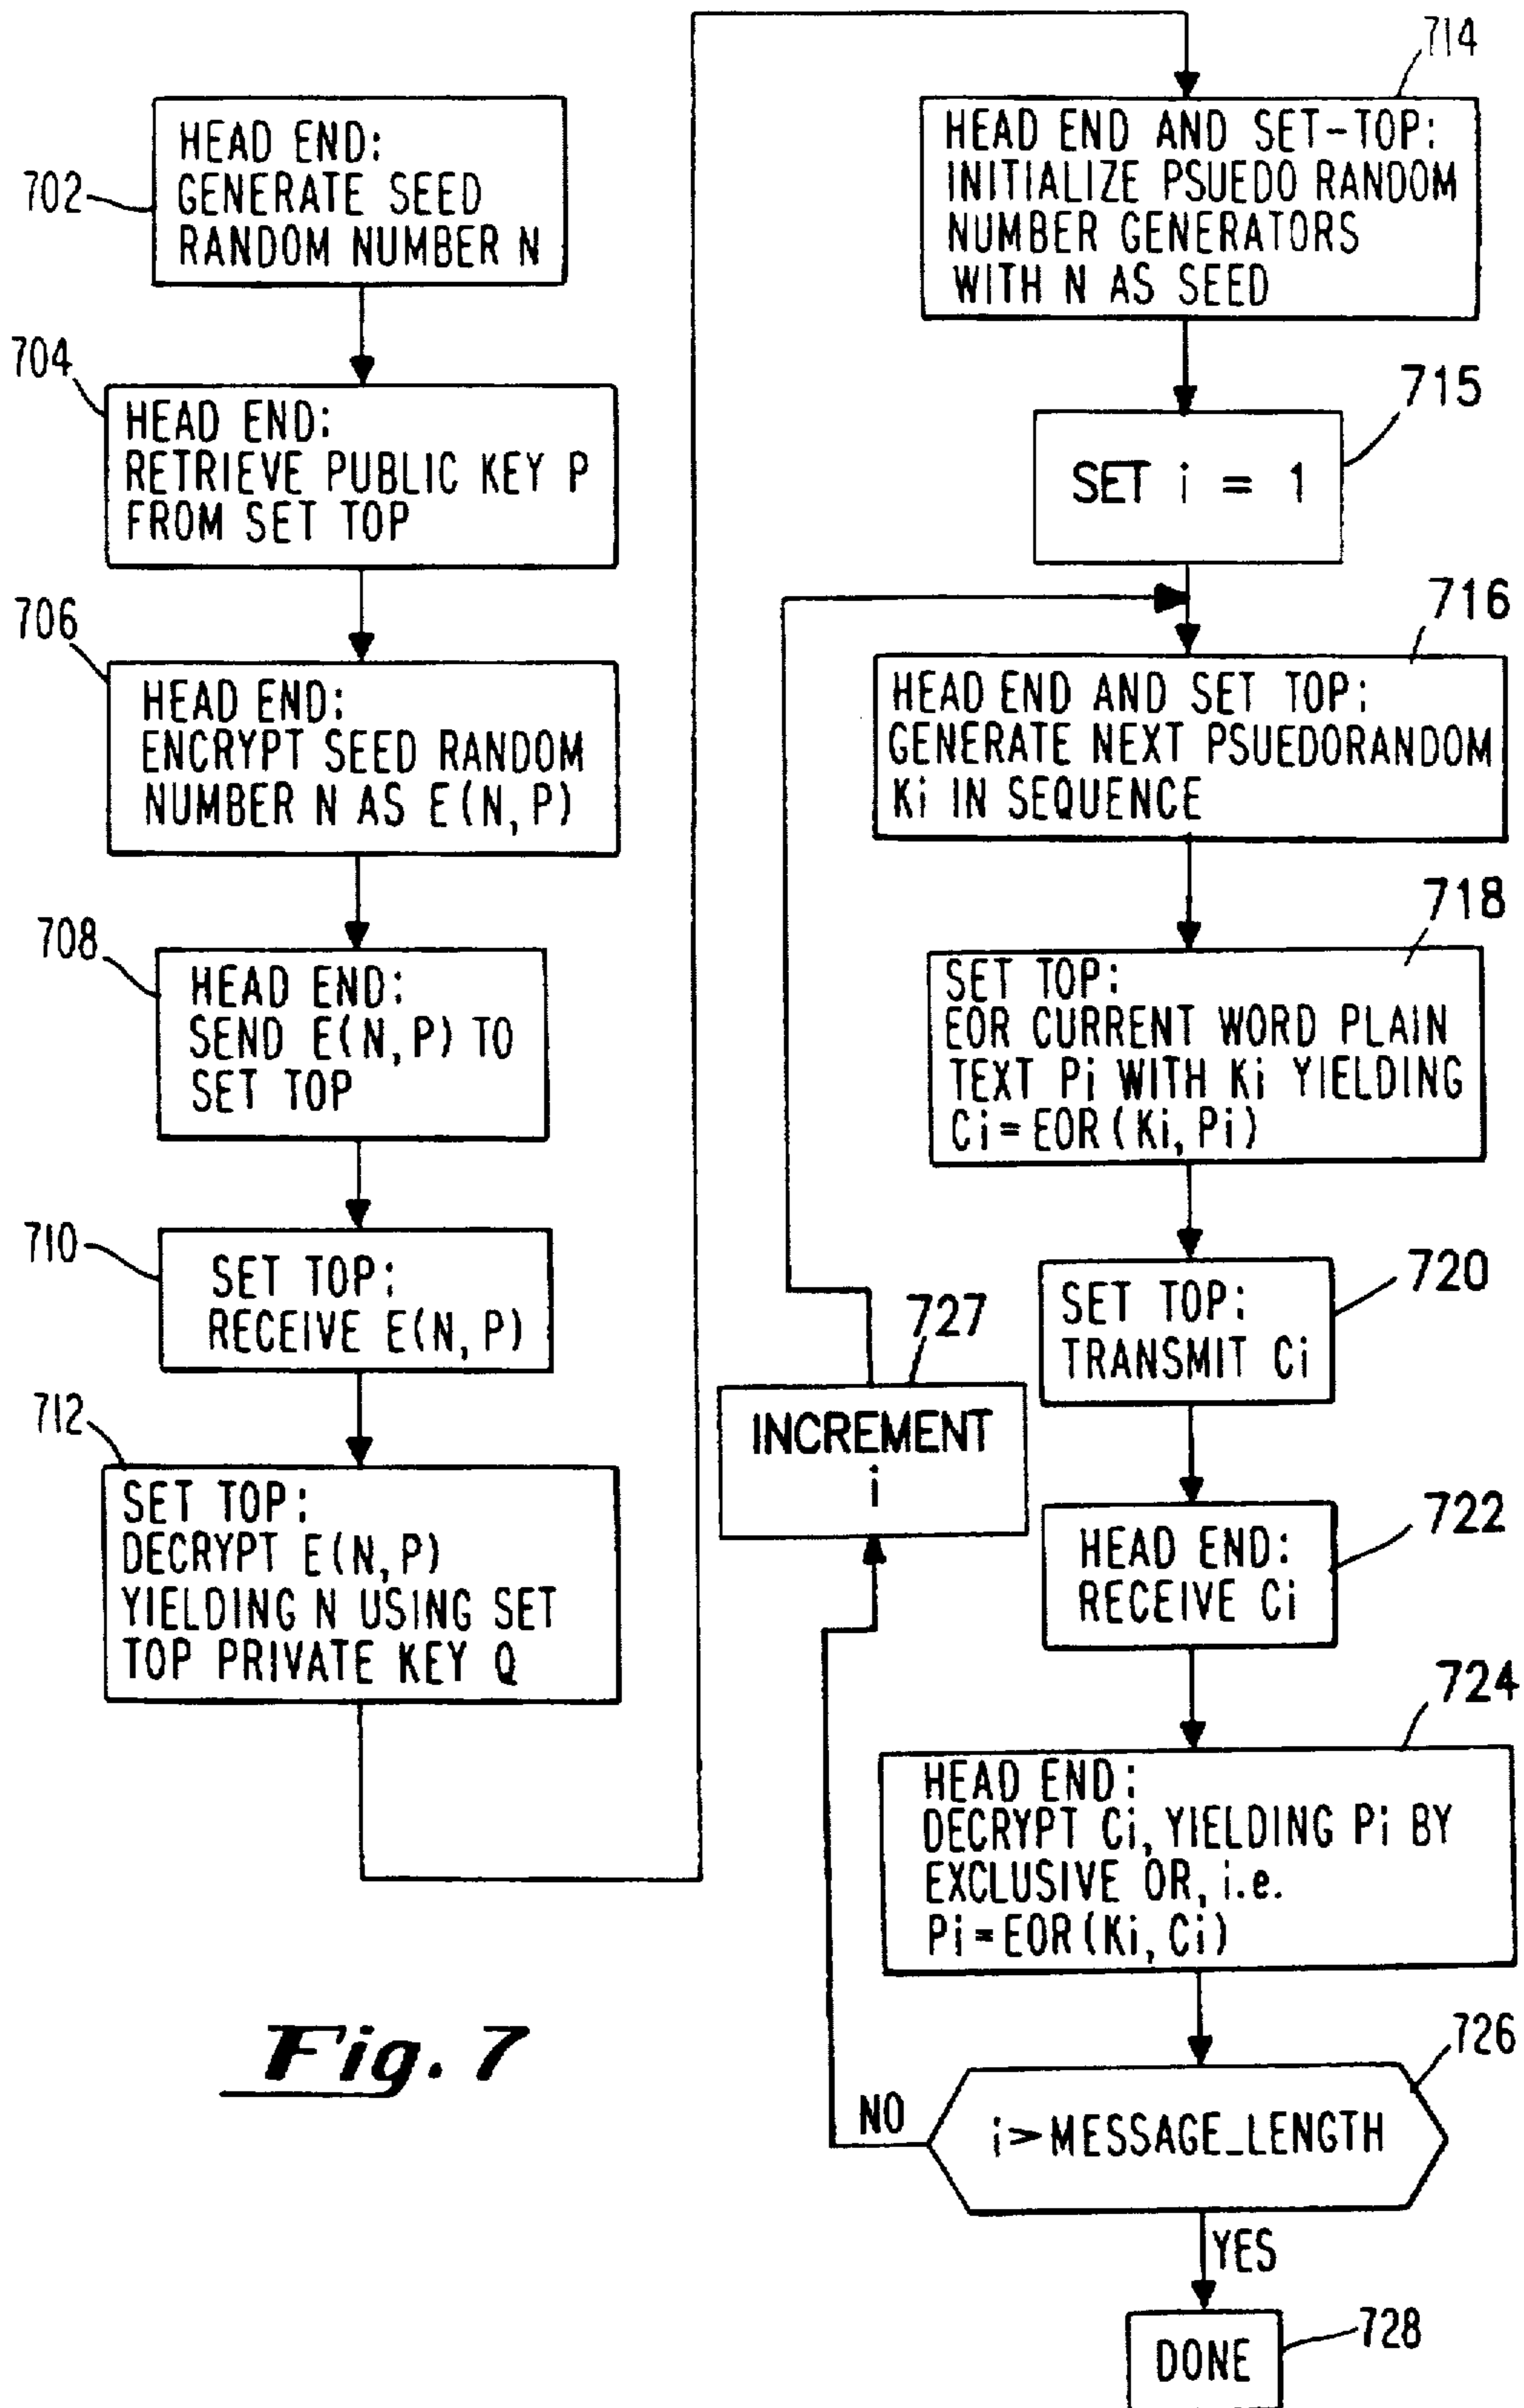 702
HEAD END:
GENERATE SEED
RANDOM NUMBER N
704
HEAD END:
RETRIEVE PUBLIC KEY P
FROM SET TOP
706
HEAD END:
ENCRYPT SEED RANDOM
NUMBER N AS E(N,P)
708
HEAD END:
SEND E(N,P) TO
SET TOP
710
SET TOP:
RECEIVE E(N,P)
712
SET TOP:
DECRYPT E(N,P)
YIELDING N USING SET
TOP PRIVATE KEY Q
714
HEAD END AND SET-TOP:
INITIALIZE PSUEDO RANDOM
NUMBER GENERATORS
WITH N AS SEED
715
SET i = 1
716
HEAD END AND SET TOP:
GENERATE NEXT PSUEDORANDOM
Ki IN SEQUENCE
718
SET TOP:
EOR CURRENT WORD PLAIN
TEXT Pi WITH Ki YIELDING
Ci=EOR(Ki,Pi)
720
SET TOP:
TRANSMIT Ci
722
HEAD END:
RECEIVE Ci
724
HEAD END:
DECRYPT Ci, YIELDING Pi BY
EXCLUSIVE OR, i.e.
Pi=EOR(Ki,Ci)
726
i>MESSAGE_LENGTH
NO
727
INCREMENT
i
YES
728
DONE
Fig. 7